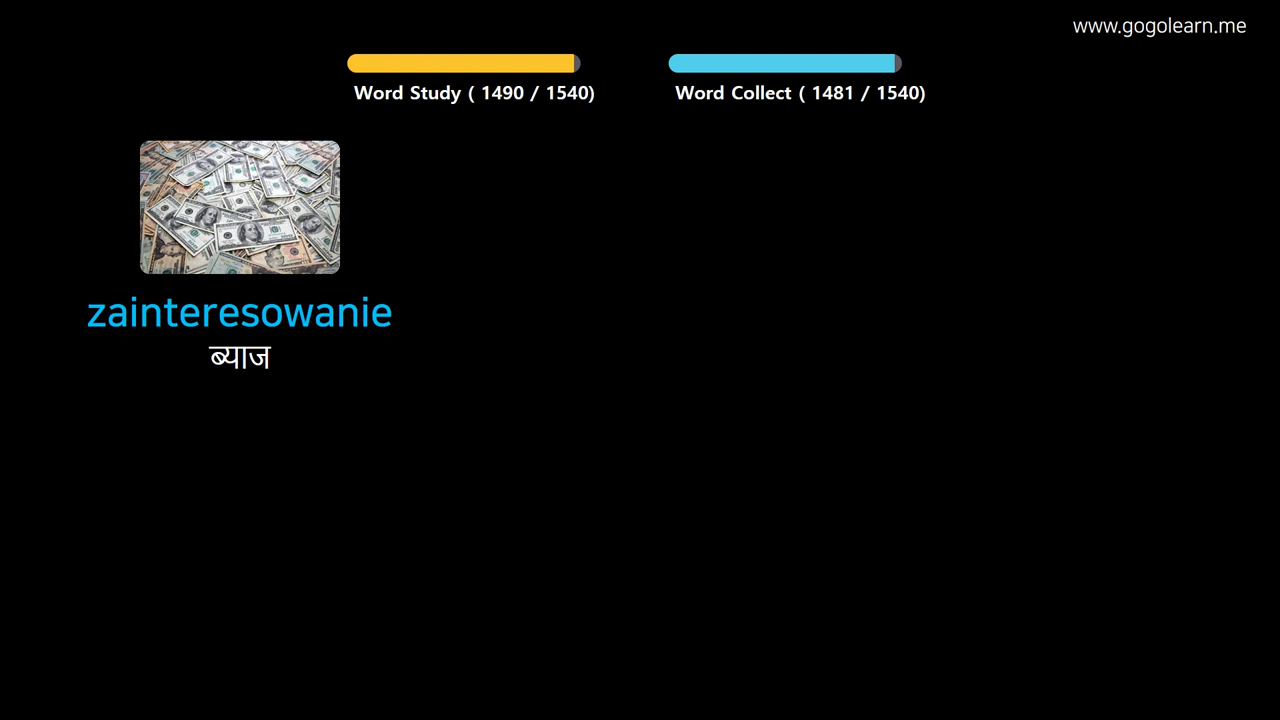 www.gogolearn.me
Word Study ( 1490 / 1540)
Word Collect ( 1481 / 1540)
zainteresowanie
ब्याज